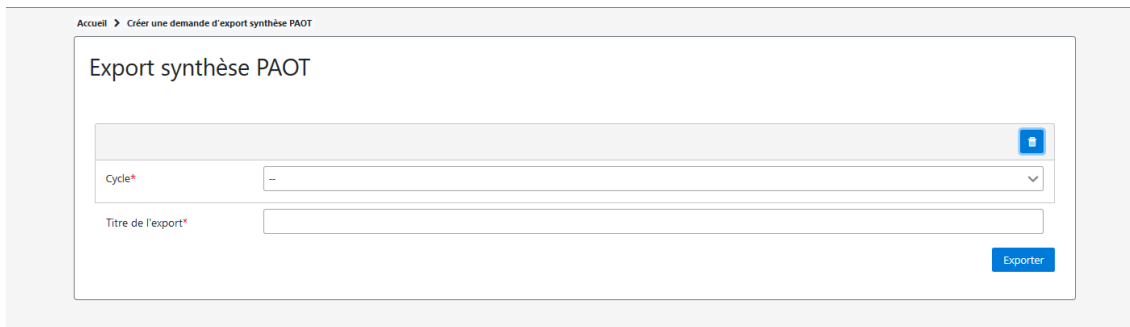 Accueil > Créer une demande d'export synthèse PAOT
Export synthèse PAOT
Cycle*
--
Titre de l'export*
Exporter